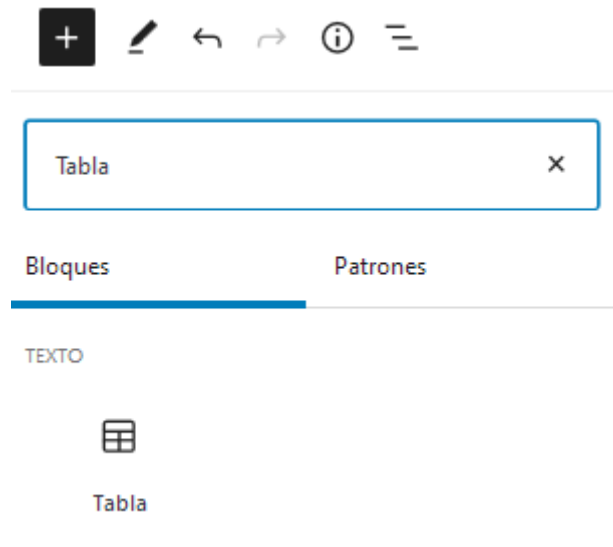 Tabla
Bloques
Patrones
TEXTO
Tabla